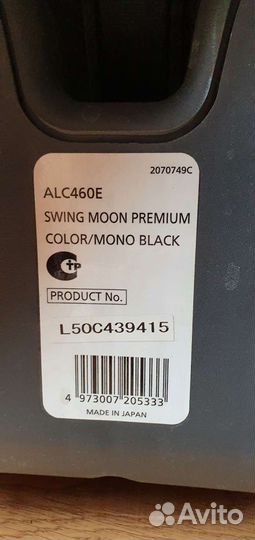 2070749C
ALC460E
SWING MOON PREMIUM
COLOR/MONO BLACK
PRODUCT No.
L50C439415
4 973007 205333
MADE IN JAPAN
Avito